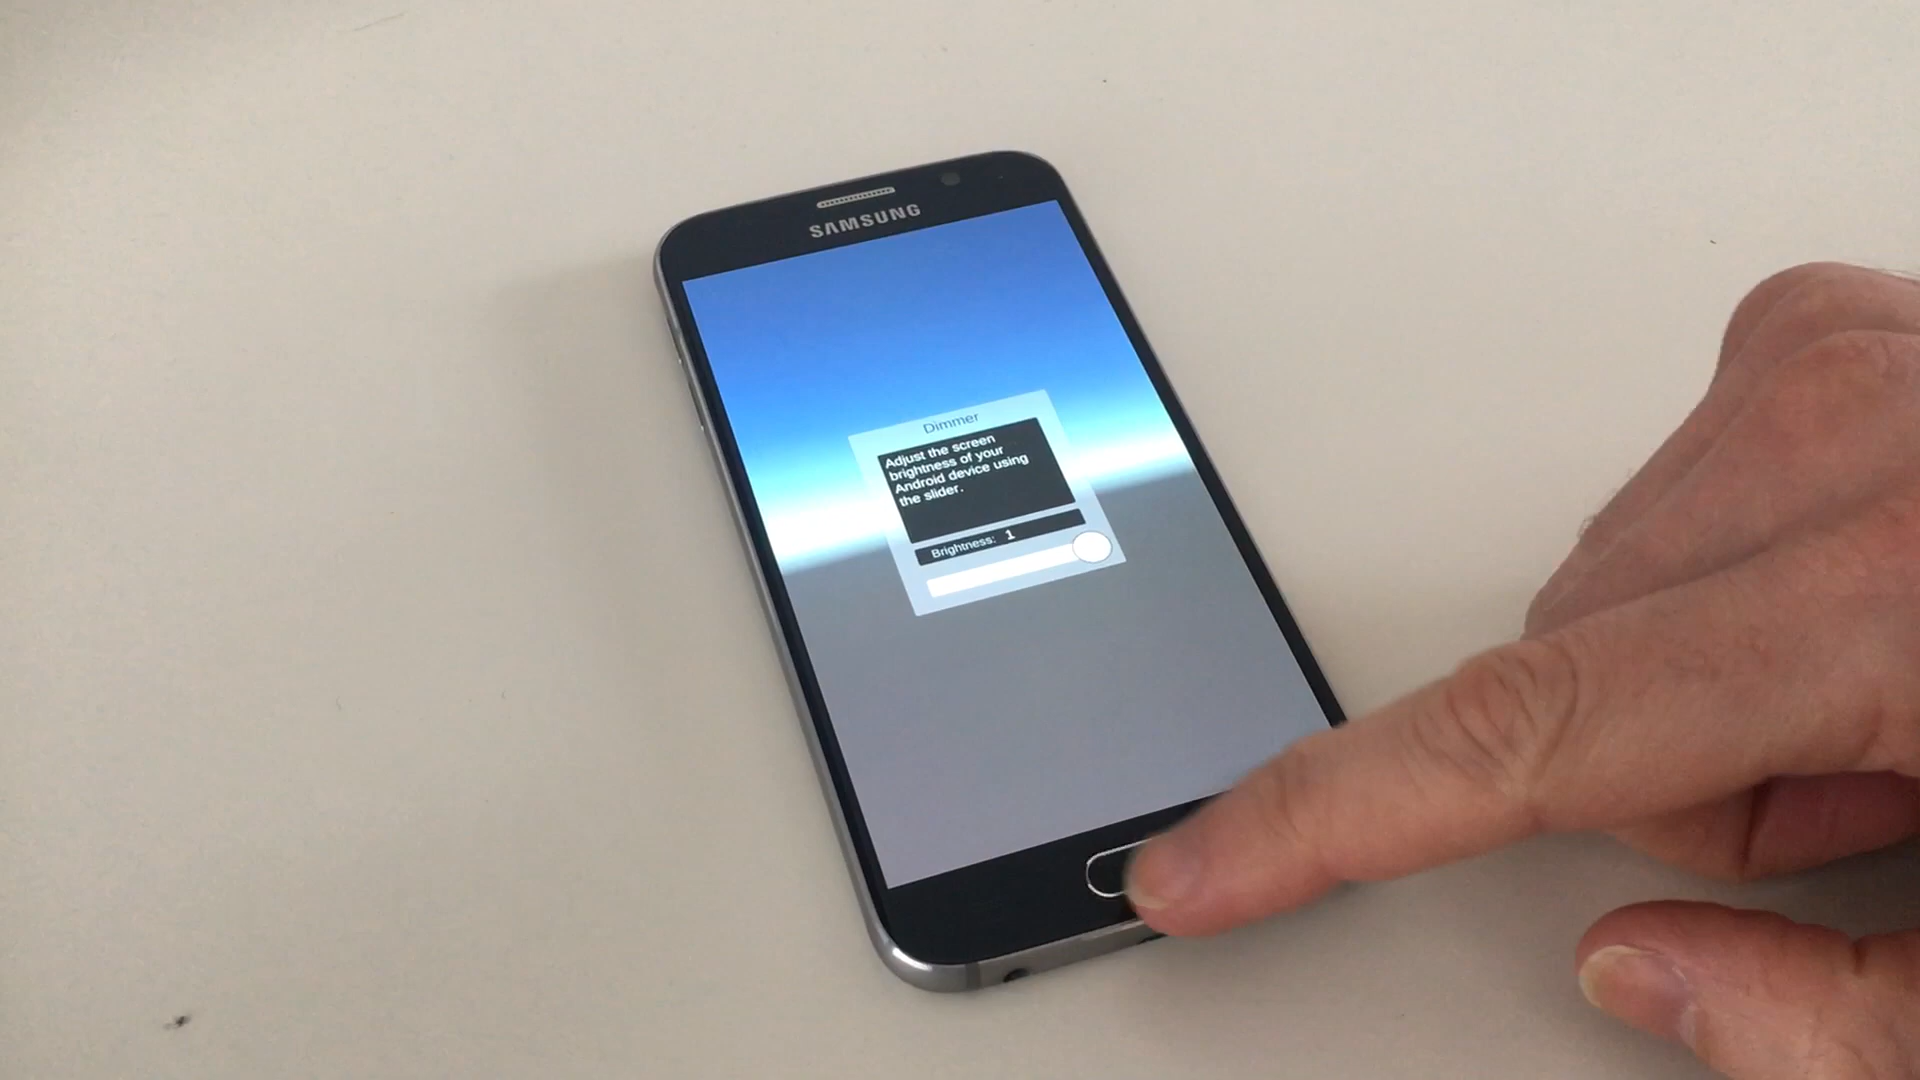 SAMSUNG
Dimmer
Adjust the screen
brightness of your
Android device using
the slider.
Brightness: 1